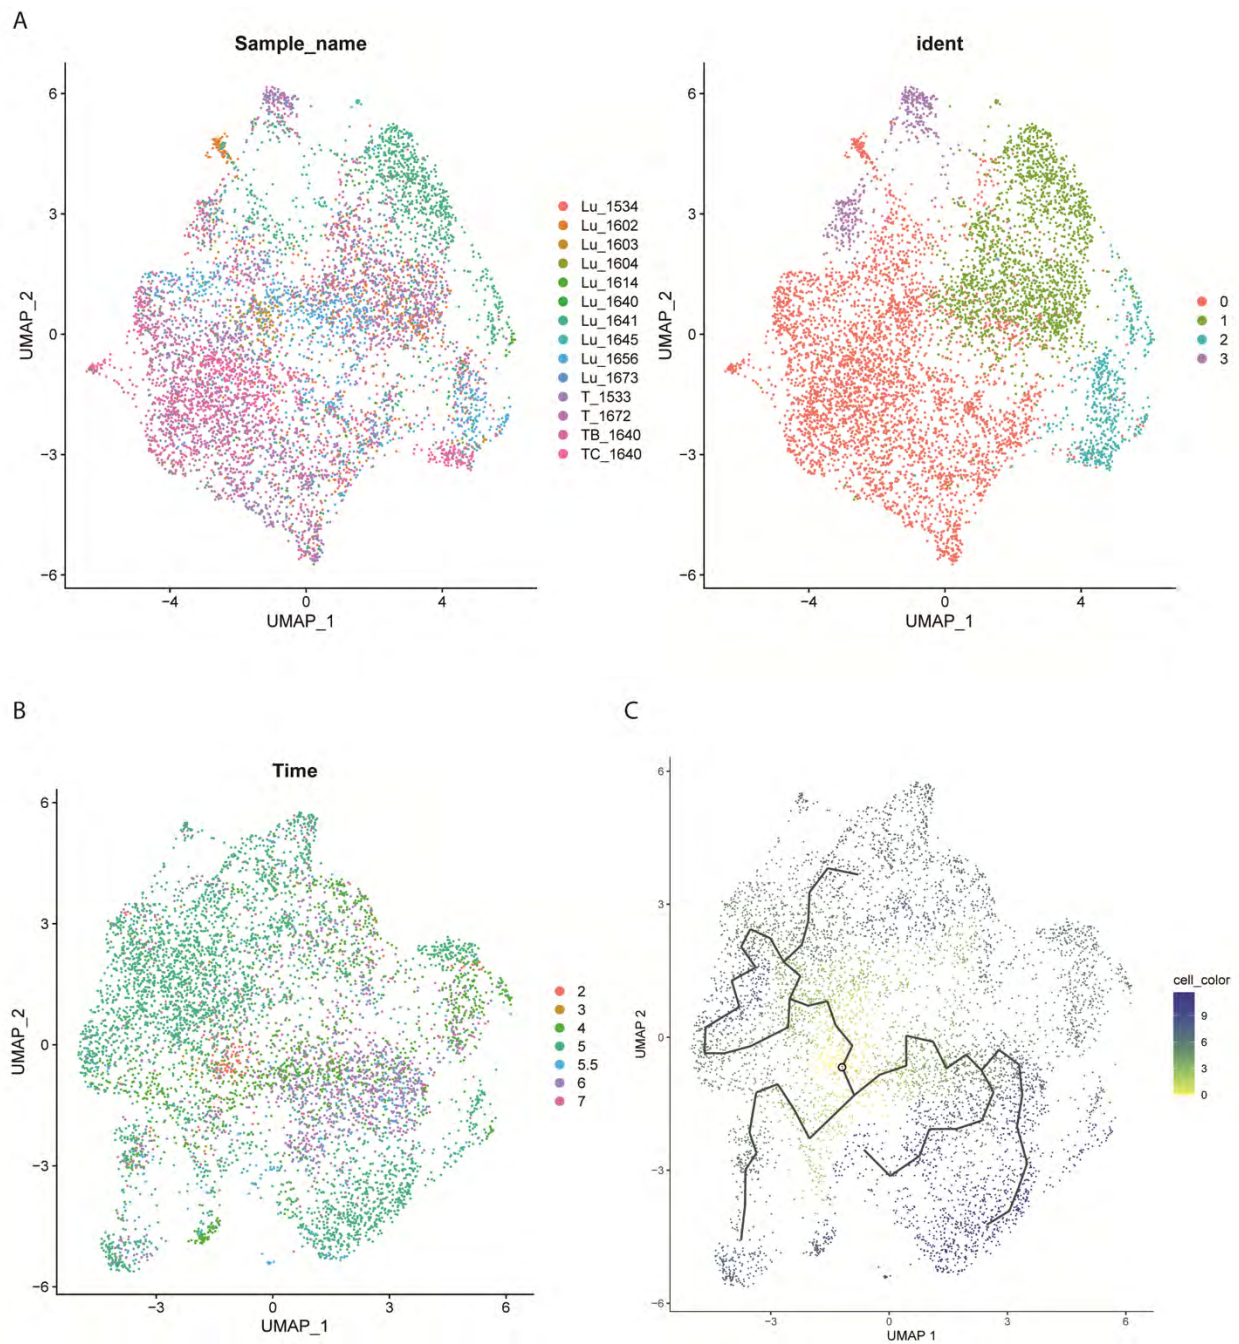 A
Sample_name
ident
6
3
0
−3
−6
−4
0
4
UMAP_1
UMAP_2
Lu_1534
Lu_1602
Lu_1603
Lu_1604
Lu_1614
Lu_1640
Lu_1641
Lu_1645
Lu_1656
Lu_1673
T_1533
T_1672
TB_1640
TC_1640
6
3
0
−3
−6
−4
0
4
UMAP_1
UMAP_2
0
1
2
3
B
Time
6
3
0
−3
−6
−3
0
3
6
UMAP_1
UMAP_2
2
3
4
5
5.5
6
7
C
6
3
0
−3
−6
−3
0
3
6
UMAP 1
UMAP 2
cell_color
9
6
3
0